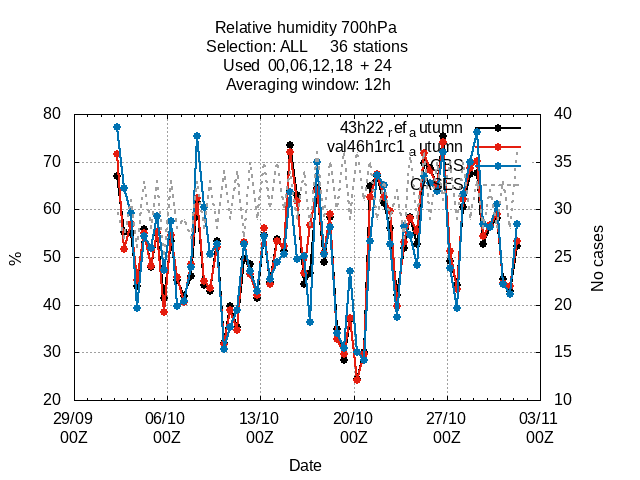 Relative humidity 700hPa
Selection: ALL 36 stations
Used 00,06,12,18 + 24
Averaging window: 12h
80 40
43h22 ref a utumn
val46h1rc1 a utumn
70 35
OBS
CASES
60 30
% 50 25 No cases
40 20
30 15
20 10
29/09 06/10 13/10 20/10 27/10 03/11
00Z 00Z 00Z 00Z 00Z 00Z
Date